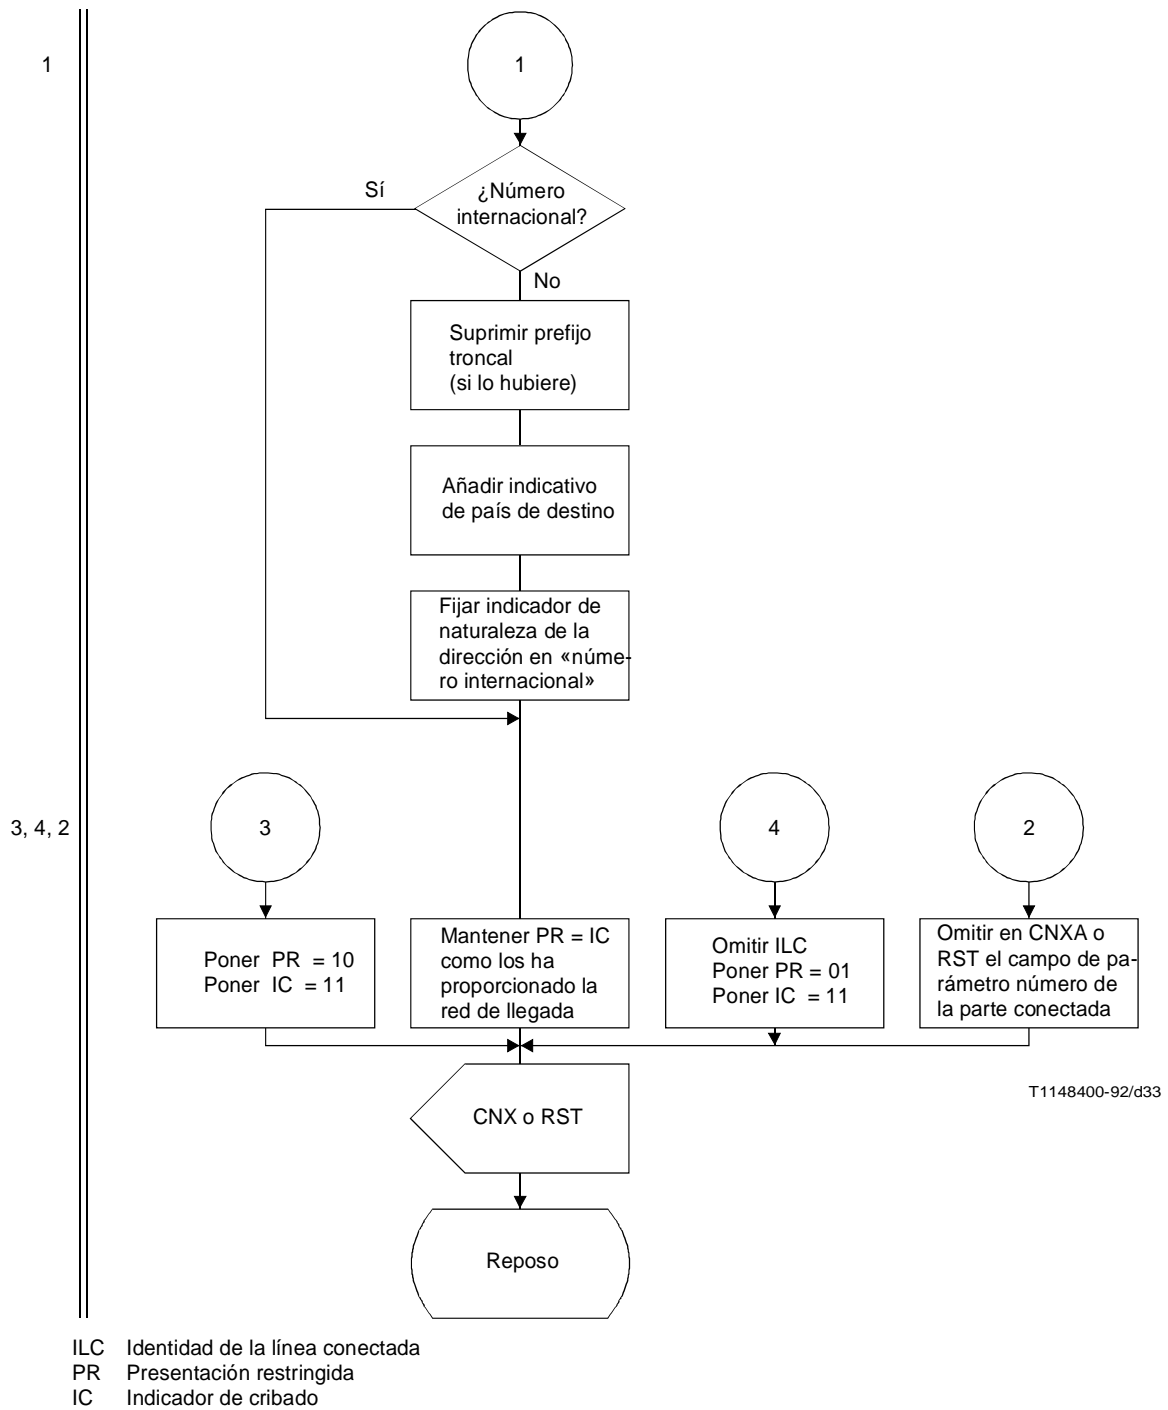 1
1
Sí
¿Número
internacional?
No
Suprimir prefijo
troncal
(si lo hubiere)
Añadir indicativo
de país de destino
Fijar indicador de
naturaleza de la
dirección en «núme-
ro internacional»
3, 4, 2
3
4
2
Poner PR = 10
Poner IC = 11
Mantener PR = IC
como los ha
proporcionado la
red de llegada
Omitir ILC
Poner PR = 01
Poner IC = 11
Omitir en CNXA o
RST el campo de pa-
rámetro número de
la parte conectada
T1148400-92/d33
CNX o RST
Reposo
ILC Identidad de la línea conectada
PR Presentación restringida
IC Indicador de cribado